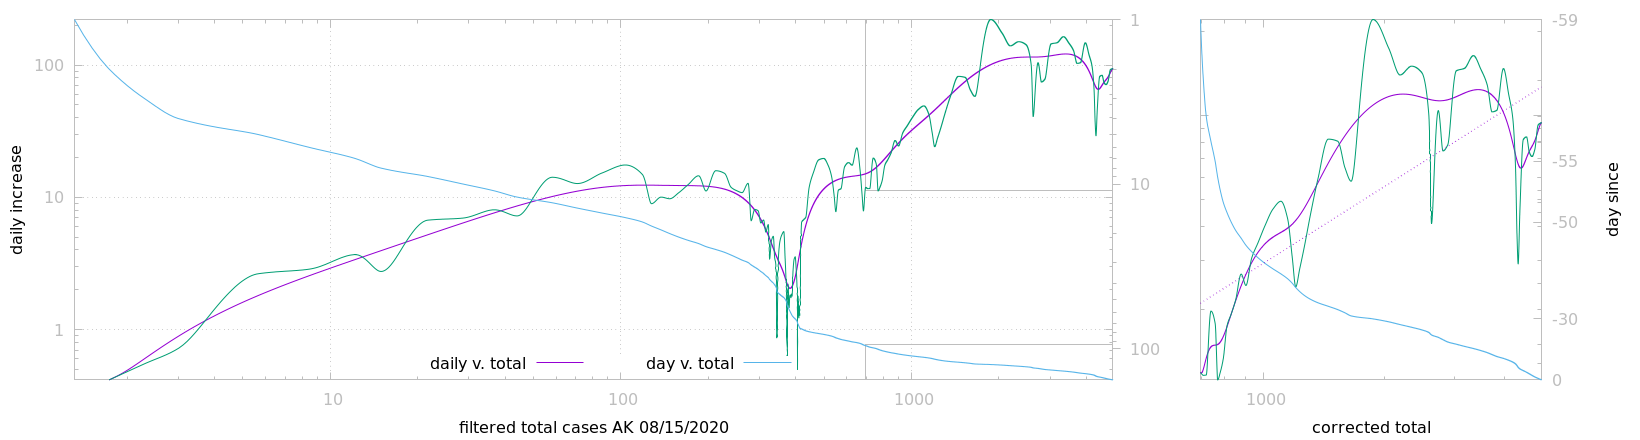 100
10
1
daily increase
10
100
1000
filtered total cases AK 08/15/2020
daily v. total
day v. total
1
10
100
1000
corrected total
-59
-55
-50
-30
0
day since